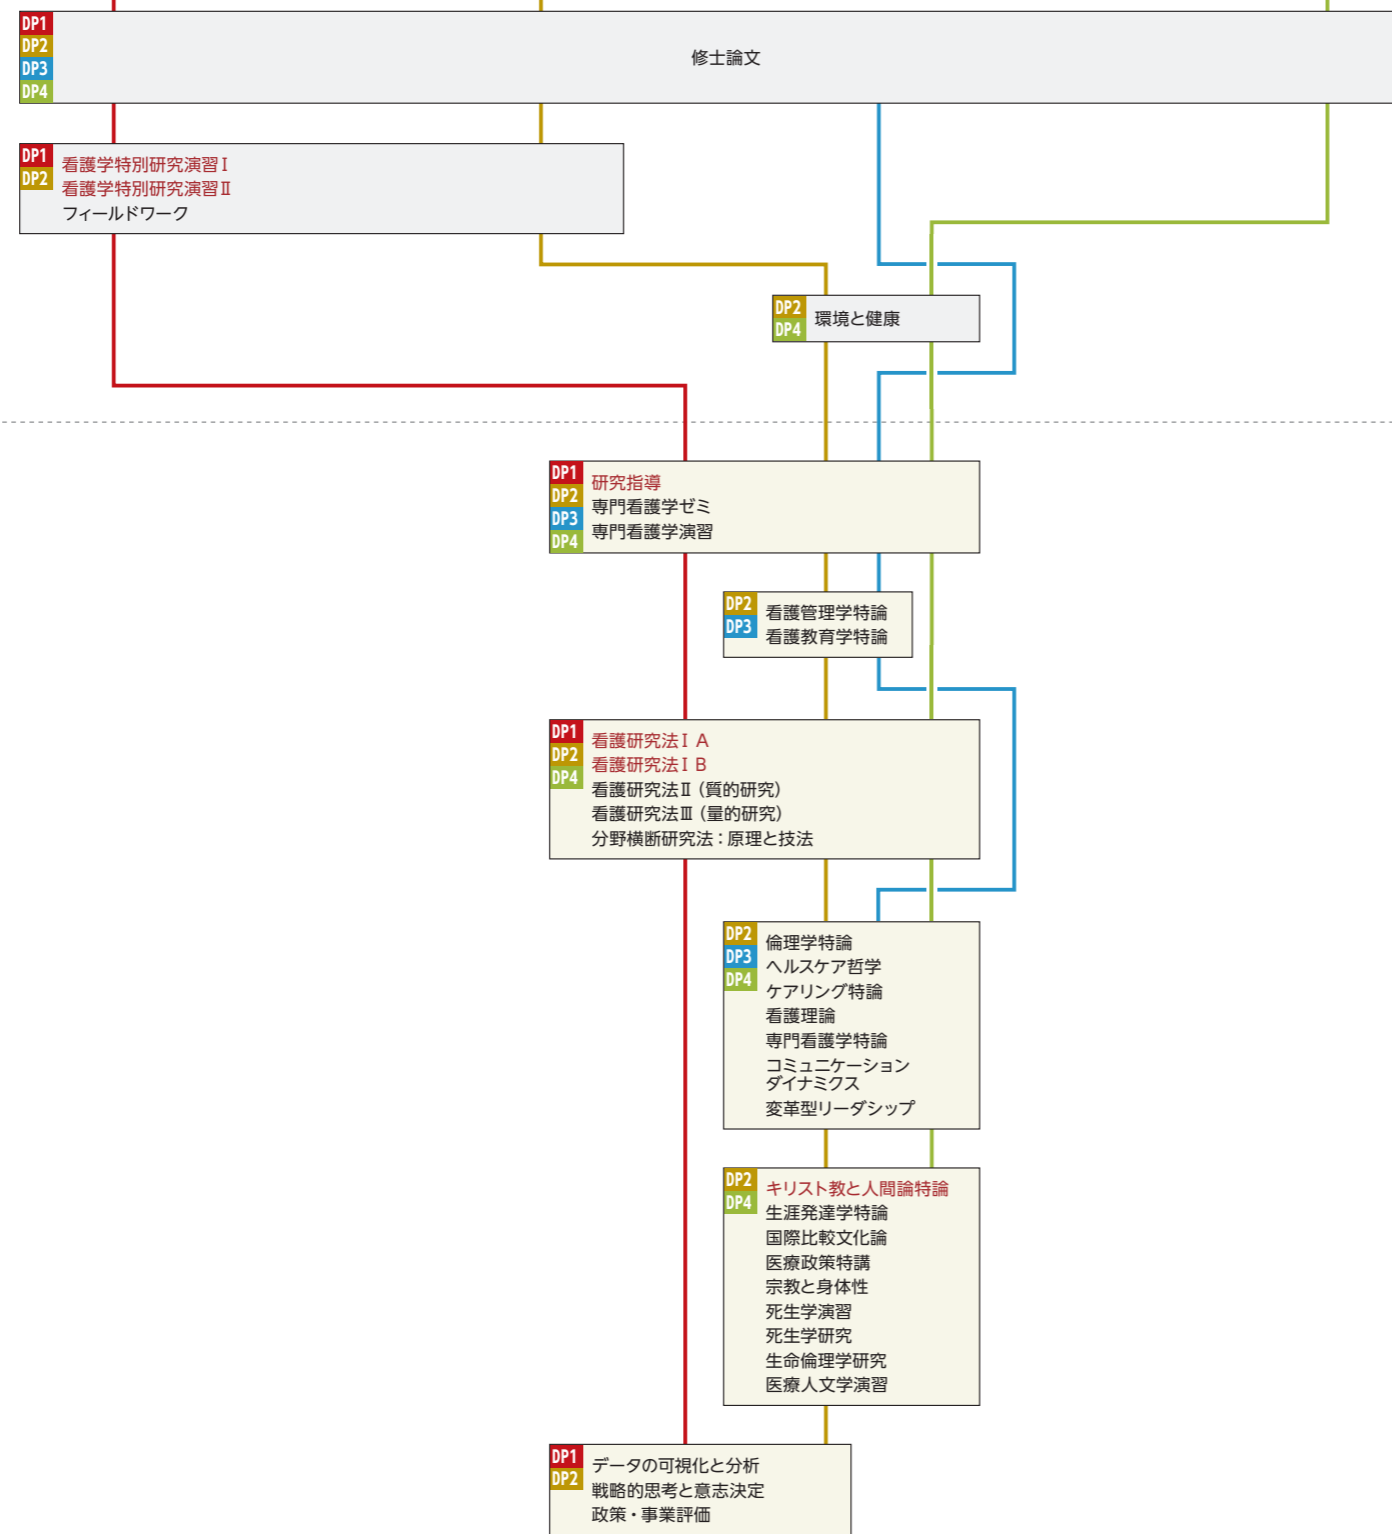 DP1
DP2
DP3
DP4
修士論文
DP1
DP2
看護学特別研究演習Ⅰ
看護学特別研究演習Ⅱ
フィールドワーク
DP2
DP4
環境と健康
DP1
DP2
DP3
DP4
研究指導
専門看護学ゼミ
専門看護学演習
DP2
DP3
看護管理学特論
看護教育学特論
DP1
DP2
DP4
看護研究法Ⅰ A
看護研究法Ⅰ B
看護研究法Ⅱ（質的研究）
看護研究法Ⅲ（量的研究）
分野横断研究法：原理と技法
DP2
DP3
DP4
倫理学特論
ヘルスケア哲学
ケアリング特論
看護理論
専門看護学特論
コミュニケーション
ダイナミクス
変革型リーダシップ
DP2
DP4
キリスト教と人間論特論
生涯発達学特論
国際比較文化論
医療政策特講
宗教と身体性
死生学演習
死生学研究
生命倫理学研究
医療人文学演習
DP1
DP2
データの可視化と分析
戦略的思考と意志決定
政策・事業評価